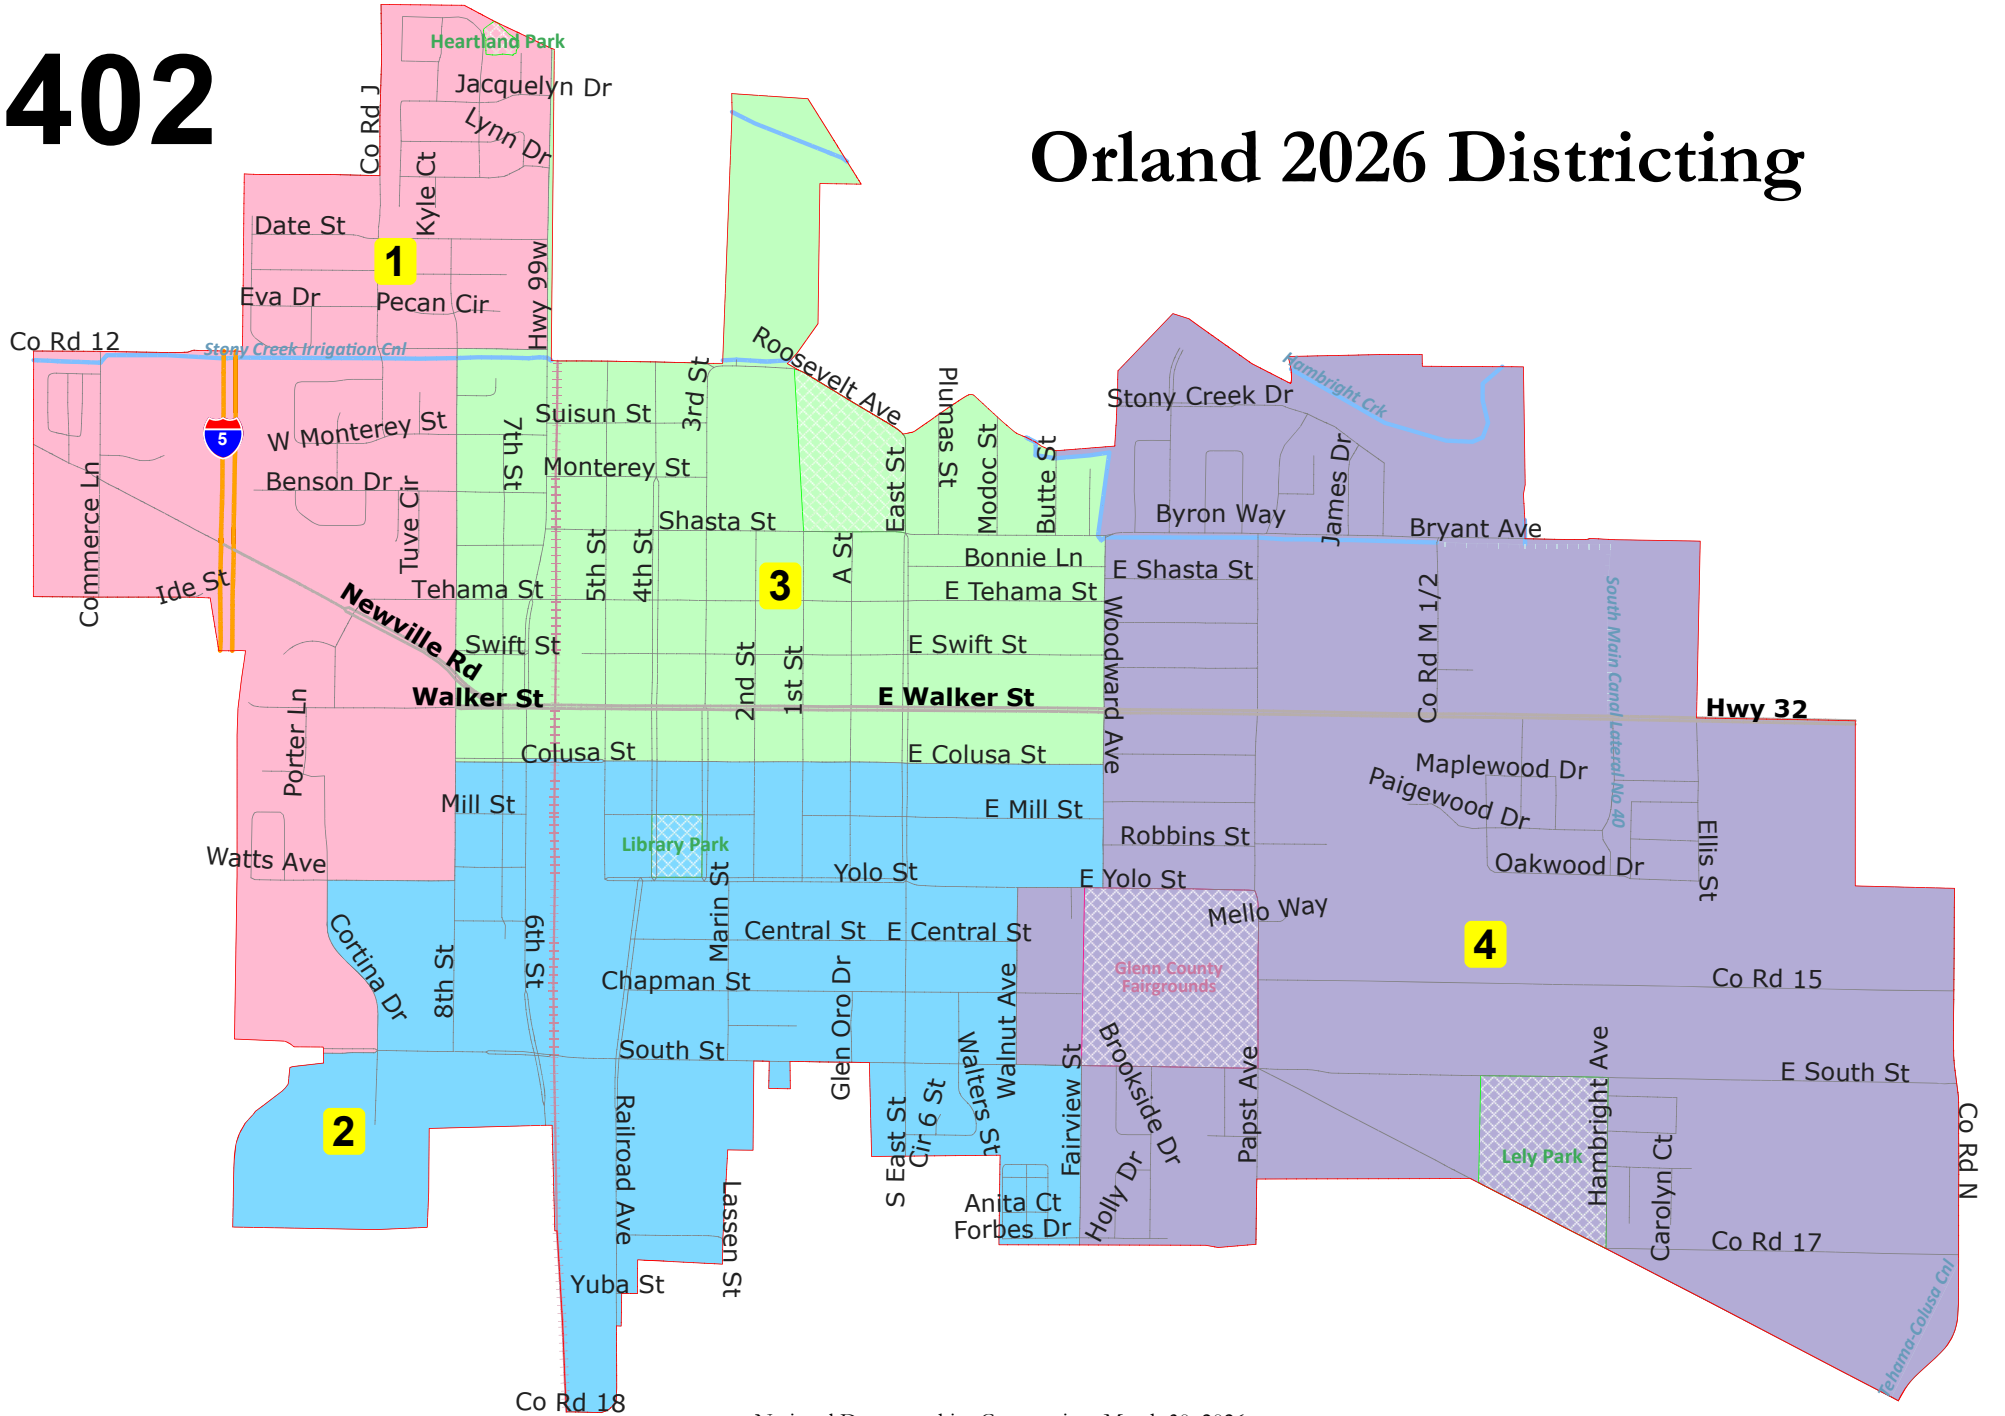 402
Orland 2026 Districting
Heartland Park
Jacquelyn Dr
Lynn Dr
Co Rd J
Kyle Ct
Date St
1
Hwy 99w
Eva Dr
Pecan Cir
Co Rd 12
Stony Creek Irrigation Cnl
Roosevelt Ave
3rd St
Plumas St
Hambright Crk
Stony Creek Dr
Suisun St
5
W Monterey St
7th St
Modoc St
Butte St
James Dr
Monterey St
East St
Benson Dr
Commerce Ln
Tuve Cir
Shasta St
Byron Way
Bryant Ave
5th St
4th St
A St
Bonnie Ln
E Shasta St
Ide St
Tehama St
3
E Tehama St
Co Rd M 1/2
South Main Canal Lateral No 40
Newville Rd
Swift St
E Swift St
Woodward Ave
2nd St
1st St
Walker St
E Walker St
Hwy 32
Porter Ln
Colusa St
E Colusa St
Maplewood Dr
Paigewood Dr
Mill St
E Mill St
Robbins St
Library Park
Ellis St
Watts Ave
Yolo St
E Yolo St
Oakwood Dr
Marin St
Mello Way
Cortina Dr
8th St
6th St
Central St
E Central St
4
Chapman St
Glen Oro Dr
Walnut Ave
Glenn County
Fairgrounds
Co Rd 15
South St
Walters St
Brookside Dr
Papst Ave
Hambright Ave
E South St
2
Railroad Ave
S East St
Cir 6 St
Fairview St
Lely Park
Carolyn Ct
Co Rd N
Lassen St
Anita Ct
Forbes Dr
Holly Dr
Co Rd 17
Yuba St
Tehama-Colusa Cnl
Co Rd 18